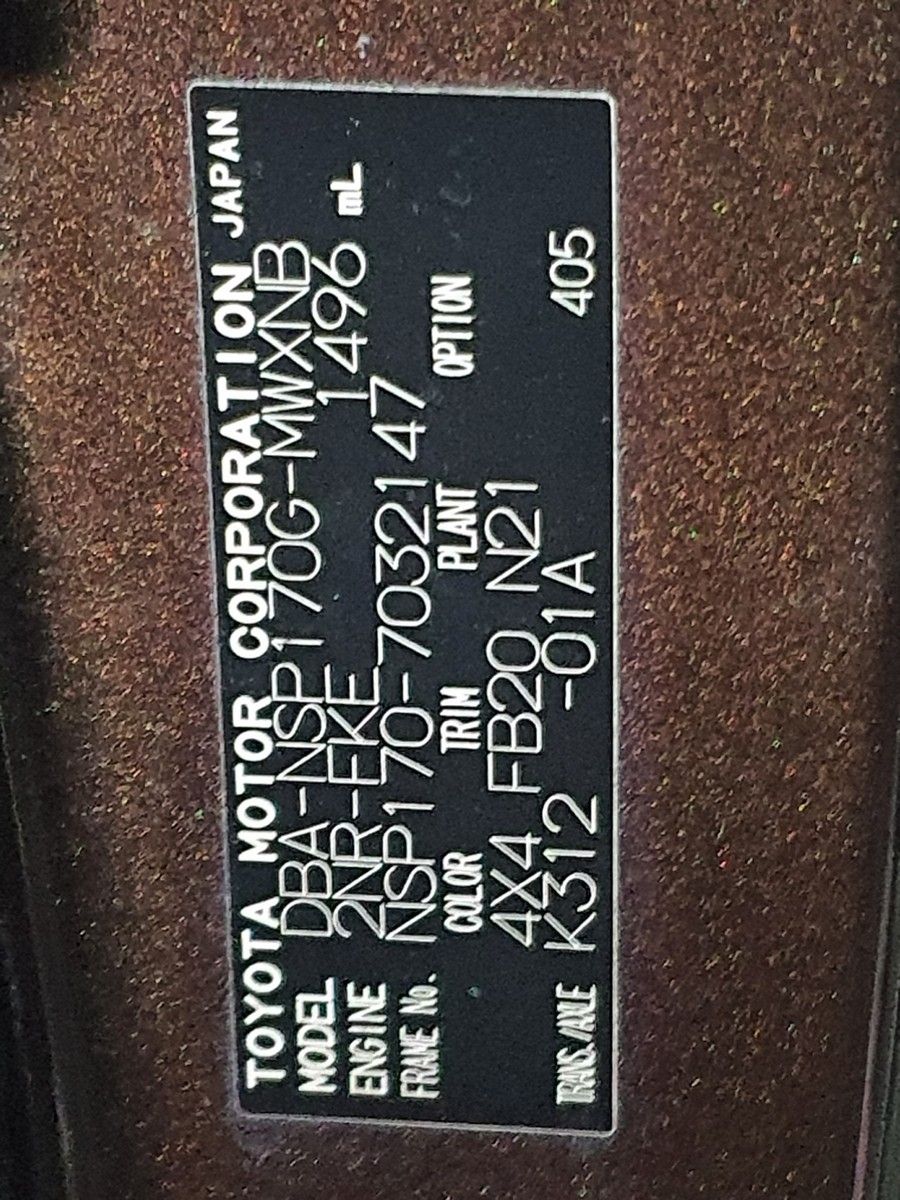 TOYOTA MOTOR CORPORATION JAPAN
MODEL DBA-NSP170G-MWXNB
ENGINE 2NR-FKE 1496 mL
FRAME No. NSP170-7032147
COLOR TRIM PLANT OPTION
4X4 FB20 N21
TRANS./AXLE K312 -01A 405